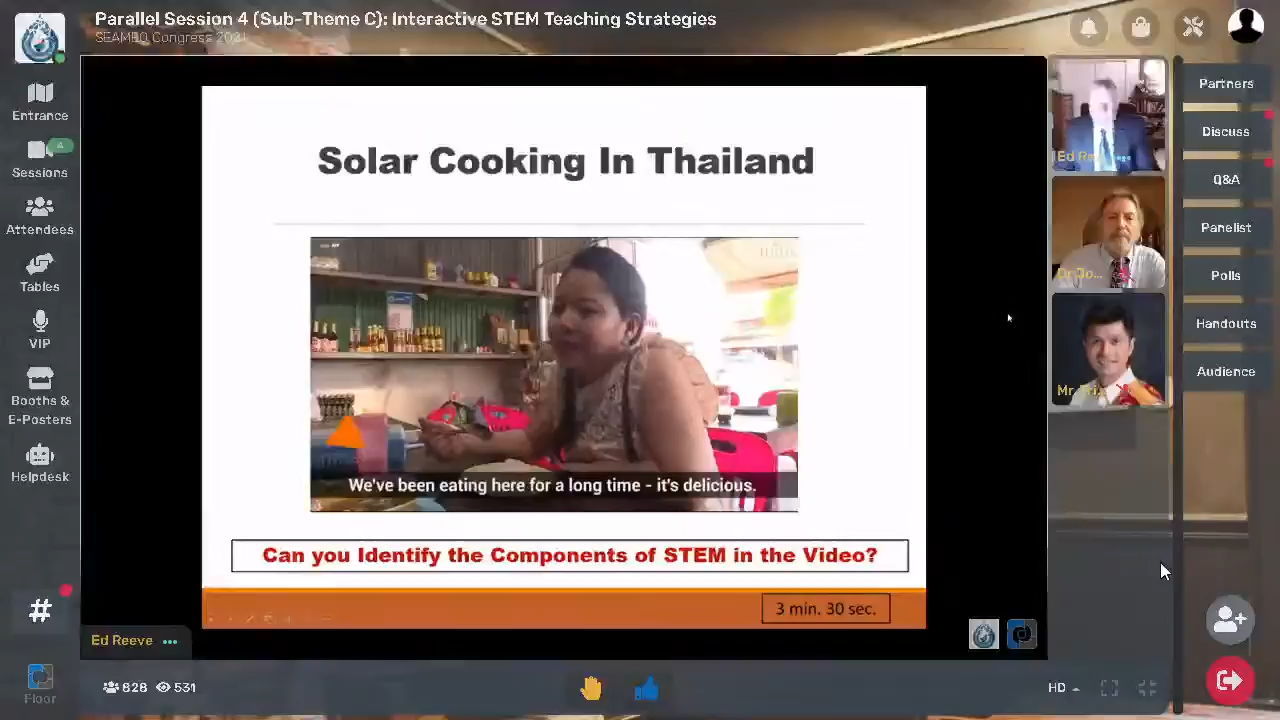 Parallel Session 4 (Sub-Theme C): Interactive STEM Teaching Strategies
SEAMEO Congress 2021
Entrance
Sessions
Attendees
Tables
VIP
Booths &
E-Posters
Helpdesk
#
Floor
Solar Cooking In Thailand
We've been eating here for a long time - it's delicious.
Can you Identify the Components of STEM in the Video?
3 min. 30 sec.
Ed Reeve
628
531
HD
Partners
Discuss
Q&A
Panelist
Polls
Handouts
Audience